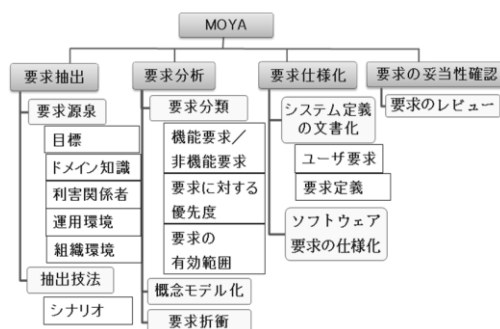 MOYA
要求抽出
要求源泉
目標
ドメイン知識
利害関係者
運用環境
組織環境
抽出技法
シナリオ
要求分析
要求分類
機能要求／
非機能要求
要求に対する
優先度
要求の
有効範囲
概念モデル化
要求折衝
要求仕様化
システム定義
の文書化
ユーザ要求
要求定義
ソフトウェア
要求の仕様化
要求の妥当性確認
要求のレビュー